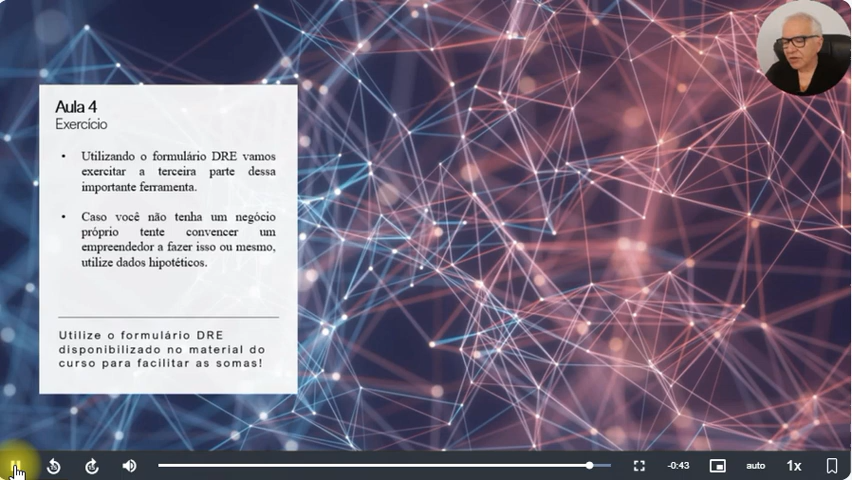 Aula 4
Exercício
• Utilizando o formulário DRE vamos
exercitar a terceira parte dessa
importante ferramenta.
• Caso você não tenha um negócio
próprio tente convencer um
empreendedor a fazer isso ou mesmo,
utilize dados hipotéticos.
Utilize o formulário DRE
disponibilizado no material do
curso para facilitar as somas!
-0:43 auto 1x